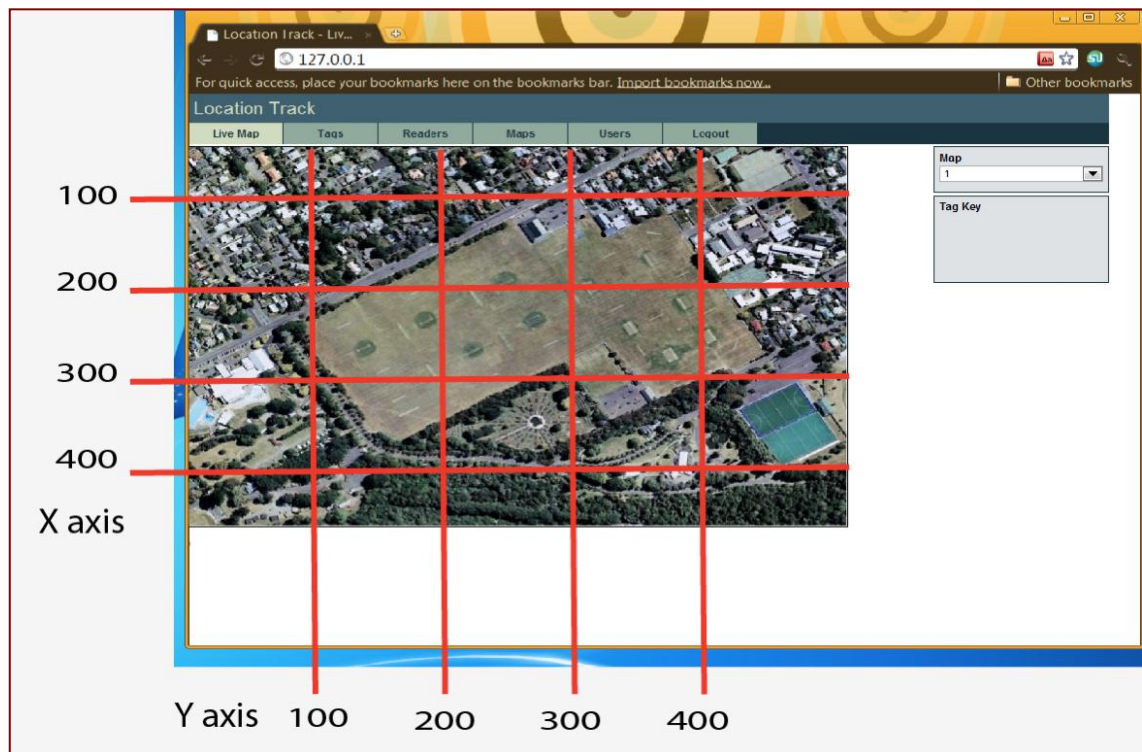 Location Track - Liv...
127.0.0.1
For quick access, place your bookmarks here on the bookmarks bar. Import bookmarks now...
Other bookmarks
Location Track
Live Map Tags Readers Maps Users Logout
Map
1
Tag Key
100
200
300
400
X axis
Y axis 100 200 300 400